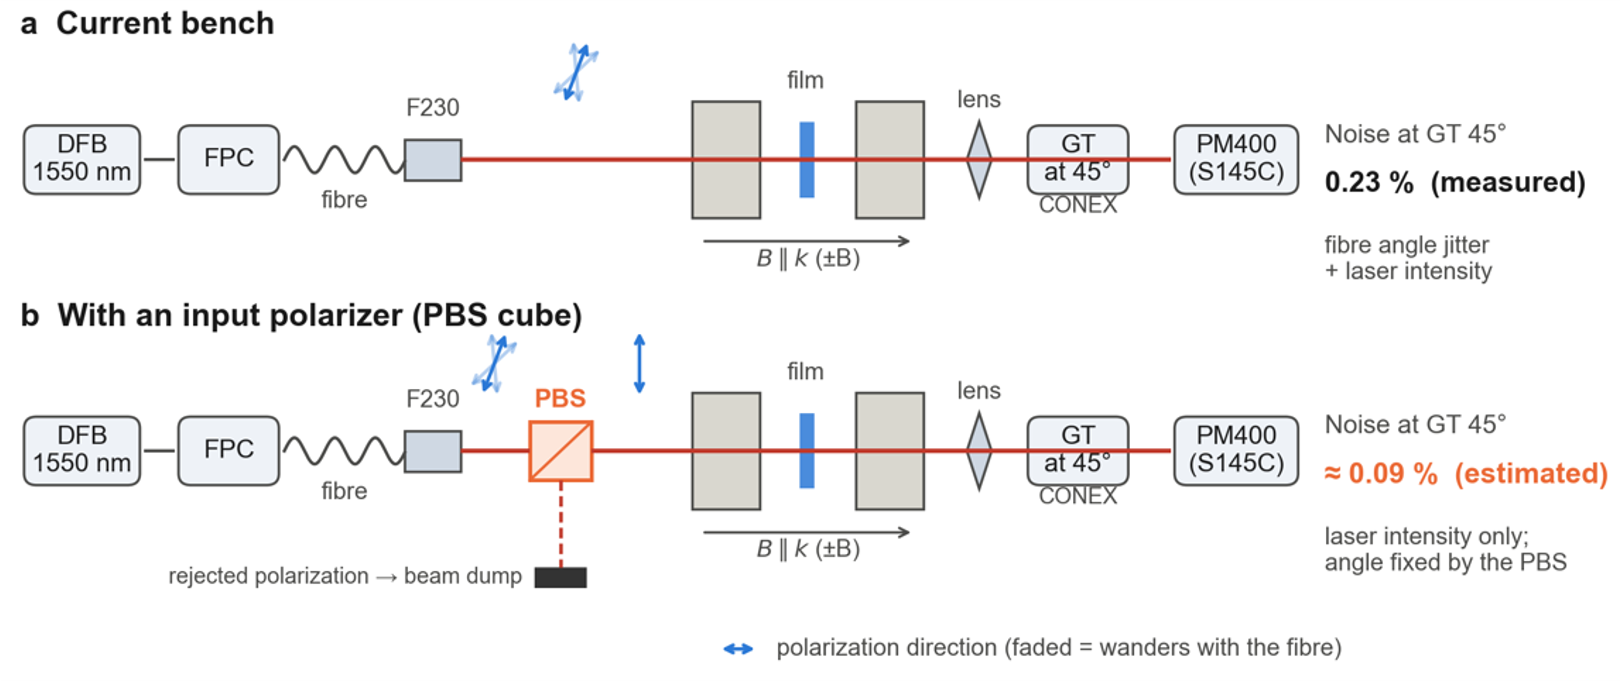 a Current bench
film
F230
lens
DFB
1550 nm
FPC
GT
at 45°
PM400
(S145C)
Noise at GT 45°
0.23 % (measured)
fibre
CONEX
B ∥ k (±B)
fibre angle jitter
+ laser intensity
b With an input polarizer (PBS cube)
film
F230
PBS
lens
DFB
1550 nm
FPC
GT
at 45°
PM400
(S145C)
Noise at GT 45°
≈ 0.09 % (estimated)
fibre
CONEX
B ∥ k (±B)
laser intensity only;
angle fixed by the PBS
rejected polarization → beam dump
polarization direction (faded = wanders with the fibre)